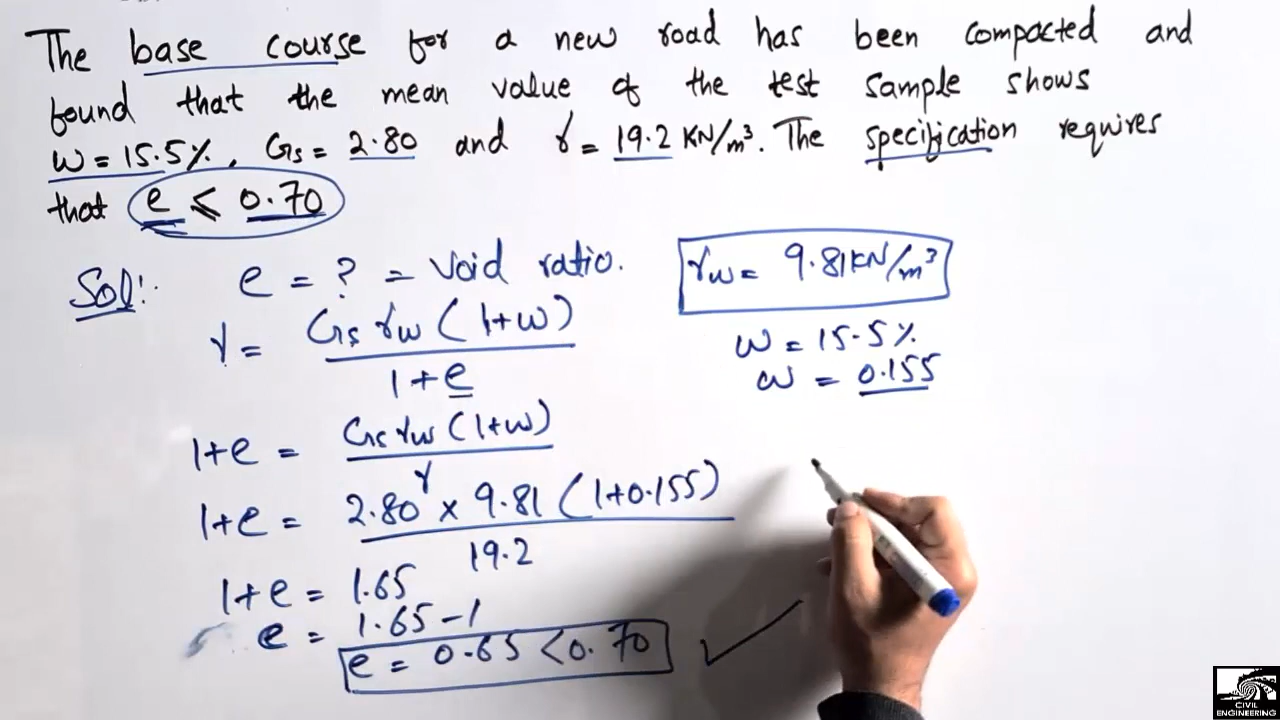 The base course for a new road has been compacted and
found that the mean value of the test sample shows
w = 15.5%, Gs = 2.80 and γ = 19.2 KN/m³. The specification requires
that e ≤ 0.70
Sol:. e = ? = Void ratio.
γw = 9.81KN/m³
γ = Gs γw (1+w) / 1+e
w = 15.5%
w = 0.155
1+e = Gs γw (1+w) / γ
1+e = 2.80 × 9.81 (1+0.155) / 19.2
1+e = 1.65
e = 1.65-1
e = 0.65 < 0.70
CIVIL
ENGINEERING